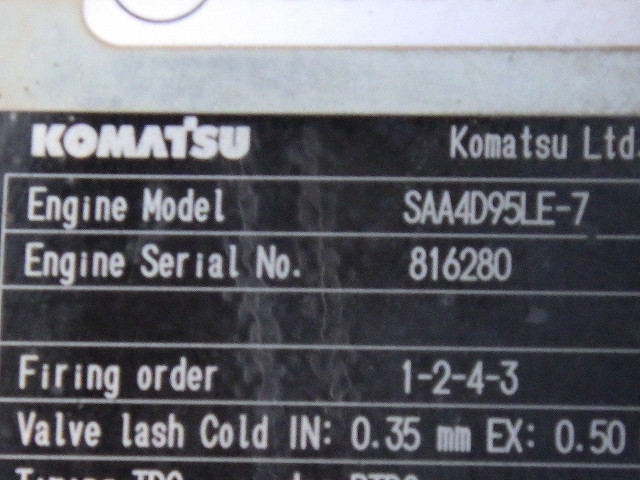 KOMATSU Komatsu Ltd.
Engine Model SAA4D95LE-7
Engine Serial No. 816280
Firing order 1-2-4-3
Valve lash Cold IN: 0.35 mm EX: 0.50